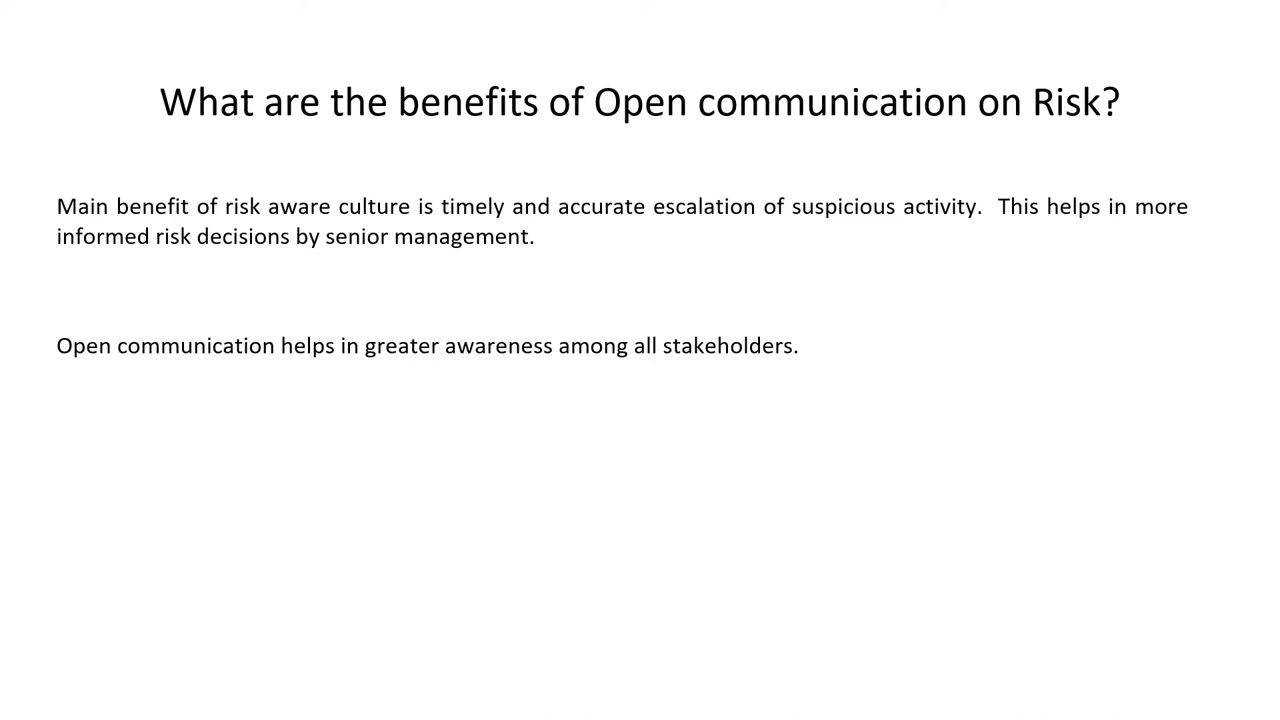 What are the benefits of Open communication on Risk?
Main benefit of risk aware culture is timely and accurate escalation of suspicious activity.  This helps in more
informed risk decisions by senior management.
Open communication helps in greater awareness among all stakeholders.